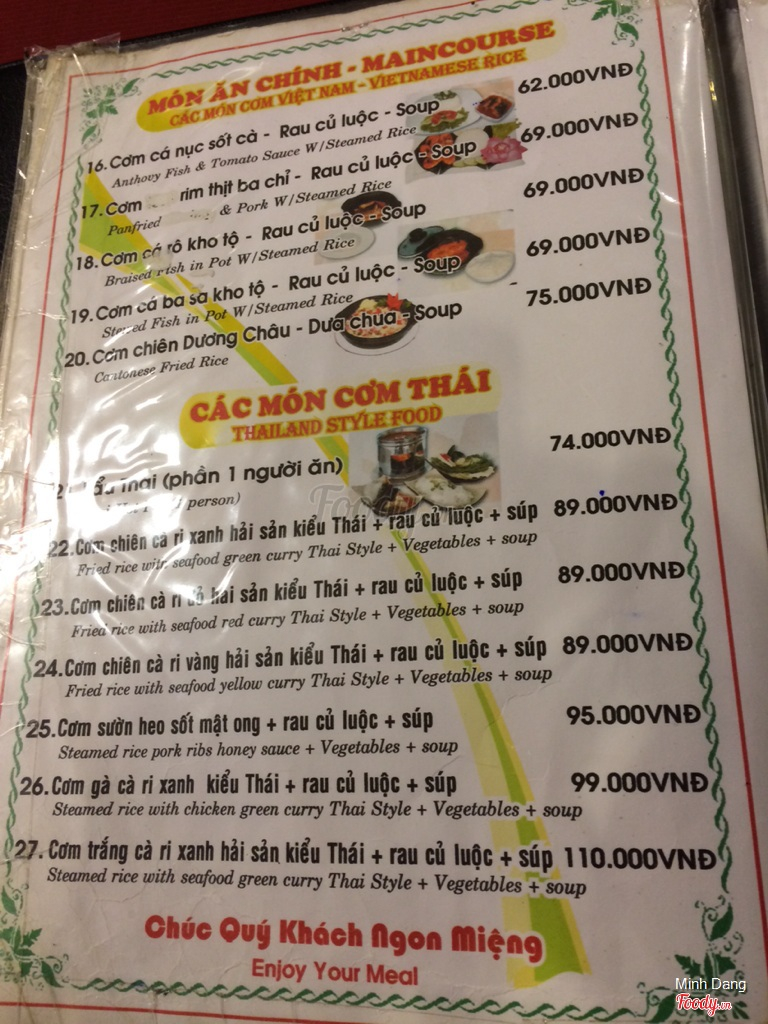 MÓN ĂN CHÍNH - MAINCOURSE
CÁC MÓN CƠM VIỆT NAM - VIETNAMESE RICE
16. Cơm cá nục sốt cà - Rau củ luộc - Soup 62.000VNĐ
Anthovy Fish & Tomato Sauce W/Steamed Rice
17. Cơm rim thịt ba chỉ - Rau củ luộc - Soup 69.000VNĐ
Panfried & Pork W/Steamed Rice
18. Cơm cá rô kho tộ - Rau củ luộc - Soup 69.000VNĐ
Braised Fish in Pot W/Steamed Rice
19. Cơm cá ba sa kho tộ - Rau củ luộc - Soup 69.000VNĐ
Stewed Fish in Pot W/Steamed Rice
20. Cơm chiên Dương Châu - Dưa chua - Soup 75.000VNĐ
Cantonese Fried Rice
CÁC MÓN CƠM THÁI
THAILAND STYLE FOOD
(phần 1 người ăn) 74.000VNĐ
person)
22. Cơm chiên cà ri xanh hải sản kiểu Thái + rau củ luộc + súp 89.000VNĐ
Fried rice with seafood green curry Thai Style + Vegetables + soup
23. Cơm chiên cà ri đỏ hải sản kiểu Thái + rau củ luộc + súp 89.000VNĐ
Fried rice with seafood red curry Thai Style + Vegetables + soup
24. Cơm chiên cà ri vàng hải sản kiểu Thái + rau củ luộc + súp 89.000VNĐ
Fried rice with seafood yellow curry Thai Style + Vegetables + soup
25. Cơm sườn heo sốt mật ong + rau củ luộc + súp 95.000VNĐ
Steamed rice pork ribs honey sauce + Vegetables + soup
26. Cơm gà cà ri xanh kiểu Thái + rau củ luộc + súp 99.000VNĐ
Steamed rice with chicken green curry Thai Style + Vegetables + soup
27. Cơm trắng cà ri xanh hải sản kiểu Thái + rau củ luộc + súp 110.000VNĐ
Steamed rice with seafood green curry Thai Style + Vegetables + soup
Chúc Quý Khách Ngon Miệng
Enjoy Your Meal
Minh Dang
Foody.vn